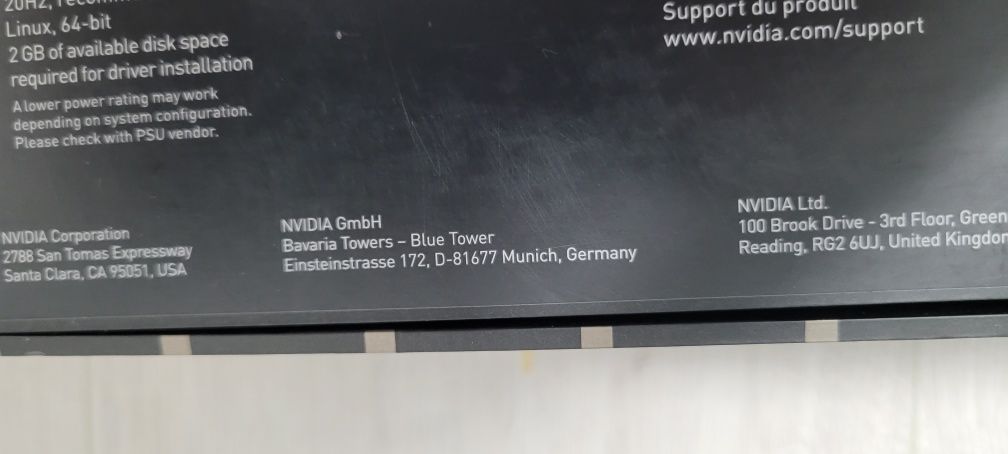 Linux, 64-bit
2 GB of available disk space
required for driver installation
A lower power rating may work
depending on system configuration.
Please check with PSU vendor.
Support du produit
www.nvidia.com/support
NVIDIA Corporation
2788 San Tomas Expressway
Santa Clara, CA 95051, USA
NVIDIA GmbH
Bavaria Towers – Blue Tower
Einsteinstrasse 172, D-81677 Munich, Germany
NVIDIA Ltd.
100 Brook Drive - 3rd Floor, Green
Reading, RG2 6UJ, United Kingdom